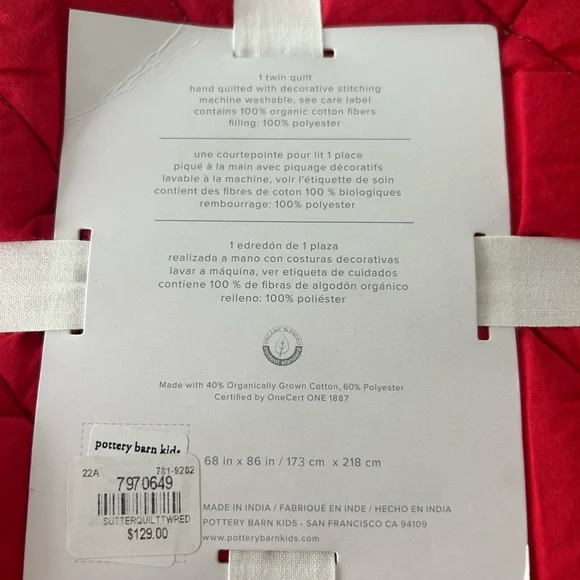 1 twin quilt
hand quilted with decorative stitching
machine washable, see care label
contains 100% organic cotton fibers
filling: 100% polyester
une courtepointe pour lit 1 place
piqué à la main avec piquage décoratifs
lavable à la machine, voir l'étiquette de soin
contient des fibres de coton 100 % biologiques
rembourrage: 100% polyester
1 edredón de 1 plaza
realizada a mano con costuras decorativas
lavar a máquina, ver etiqueta de cuidados
contiene 100 % de fibras de algodón orgánico
relleno: 100% poliéster
ORGANIC BLENDED
content standard
Made with 40% Organically Grown Cotton, 60% Polyester
Certified by OneCert ONE 1887
pottery barn kids
68 in x 86 in / 173 cm x 218 cm
22A 781-9282
7970649
SUTTERQUILTTWRED
$129.00
MADE IN INDIA / FABRIQUÉ EN INDE / HECHO EN INDIA
POTTERY BARN KIDS - SAN FRANCISCO CA 94109
www.potterybarnkids.com